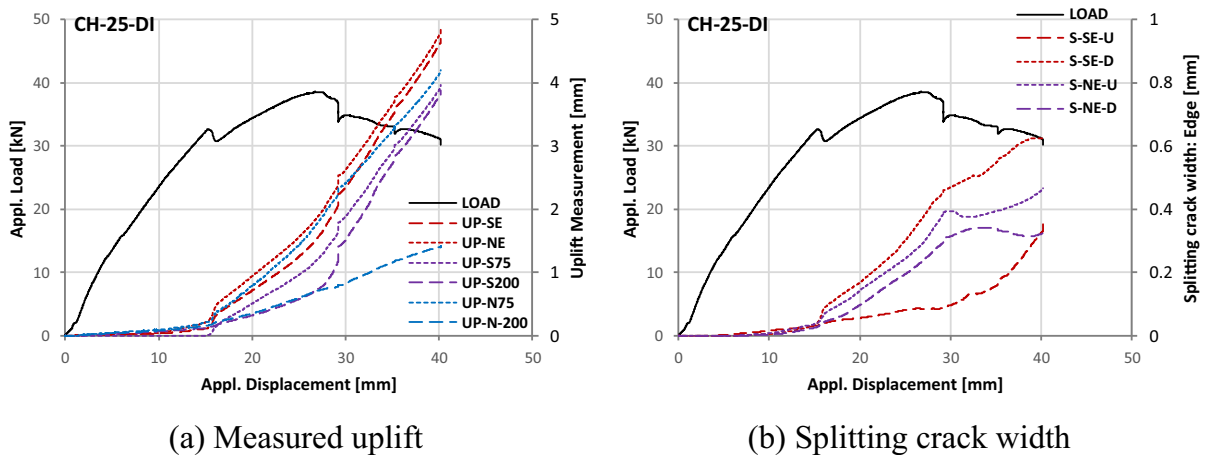 CH-25-DI
50
40
30
20
10
0
Appl. Load [kN]
5
4
3
2
1
0
Uplift Measurement [mm]
LOAD
UP-SE
UP-NE
UP-S75
UP-S200
UP-N75
UP-N-200
0 10 20 30 40 50
Appl. Displacement [mm]
(a) Measured uplift
CH-25-DI
50
40
30
20
10
0
Appl. Load [kN]
1
0.8
0.6
0.4
0.2
0
Splitting crack width: Edge [mm]
LOAD
S-SE-U
S-SE-D
S-NE-U
S-NE-D
0 10 20 30 40 50
Appl. Displacement [mm]
(b) Splitting crack width